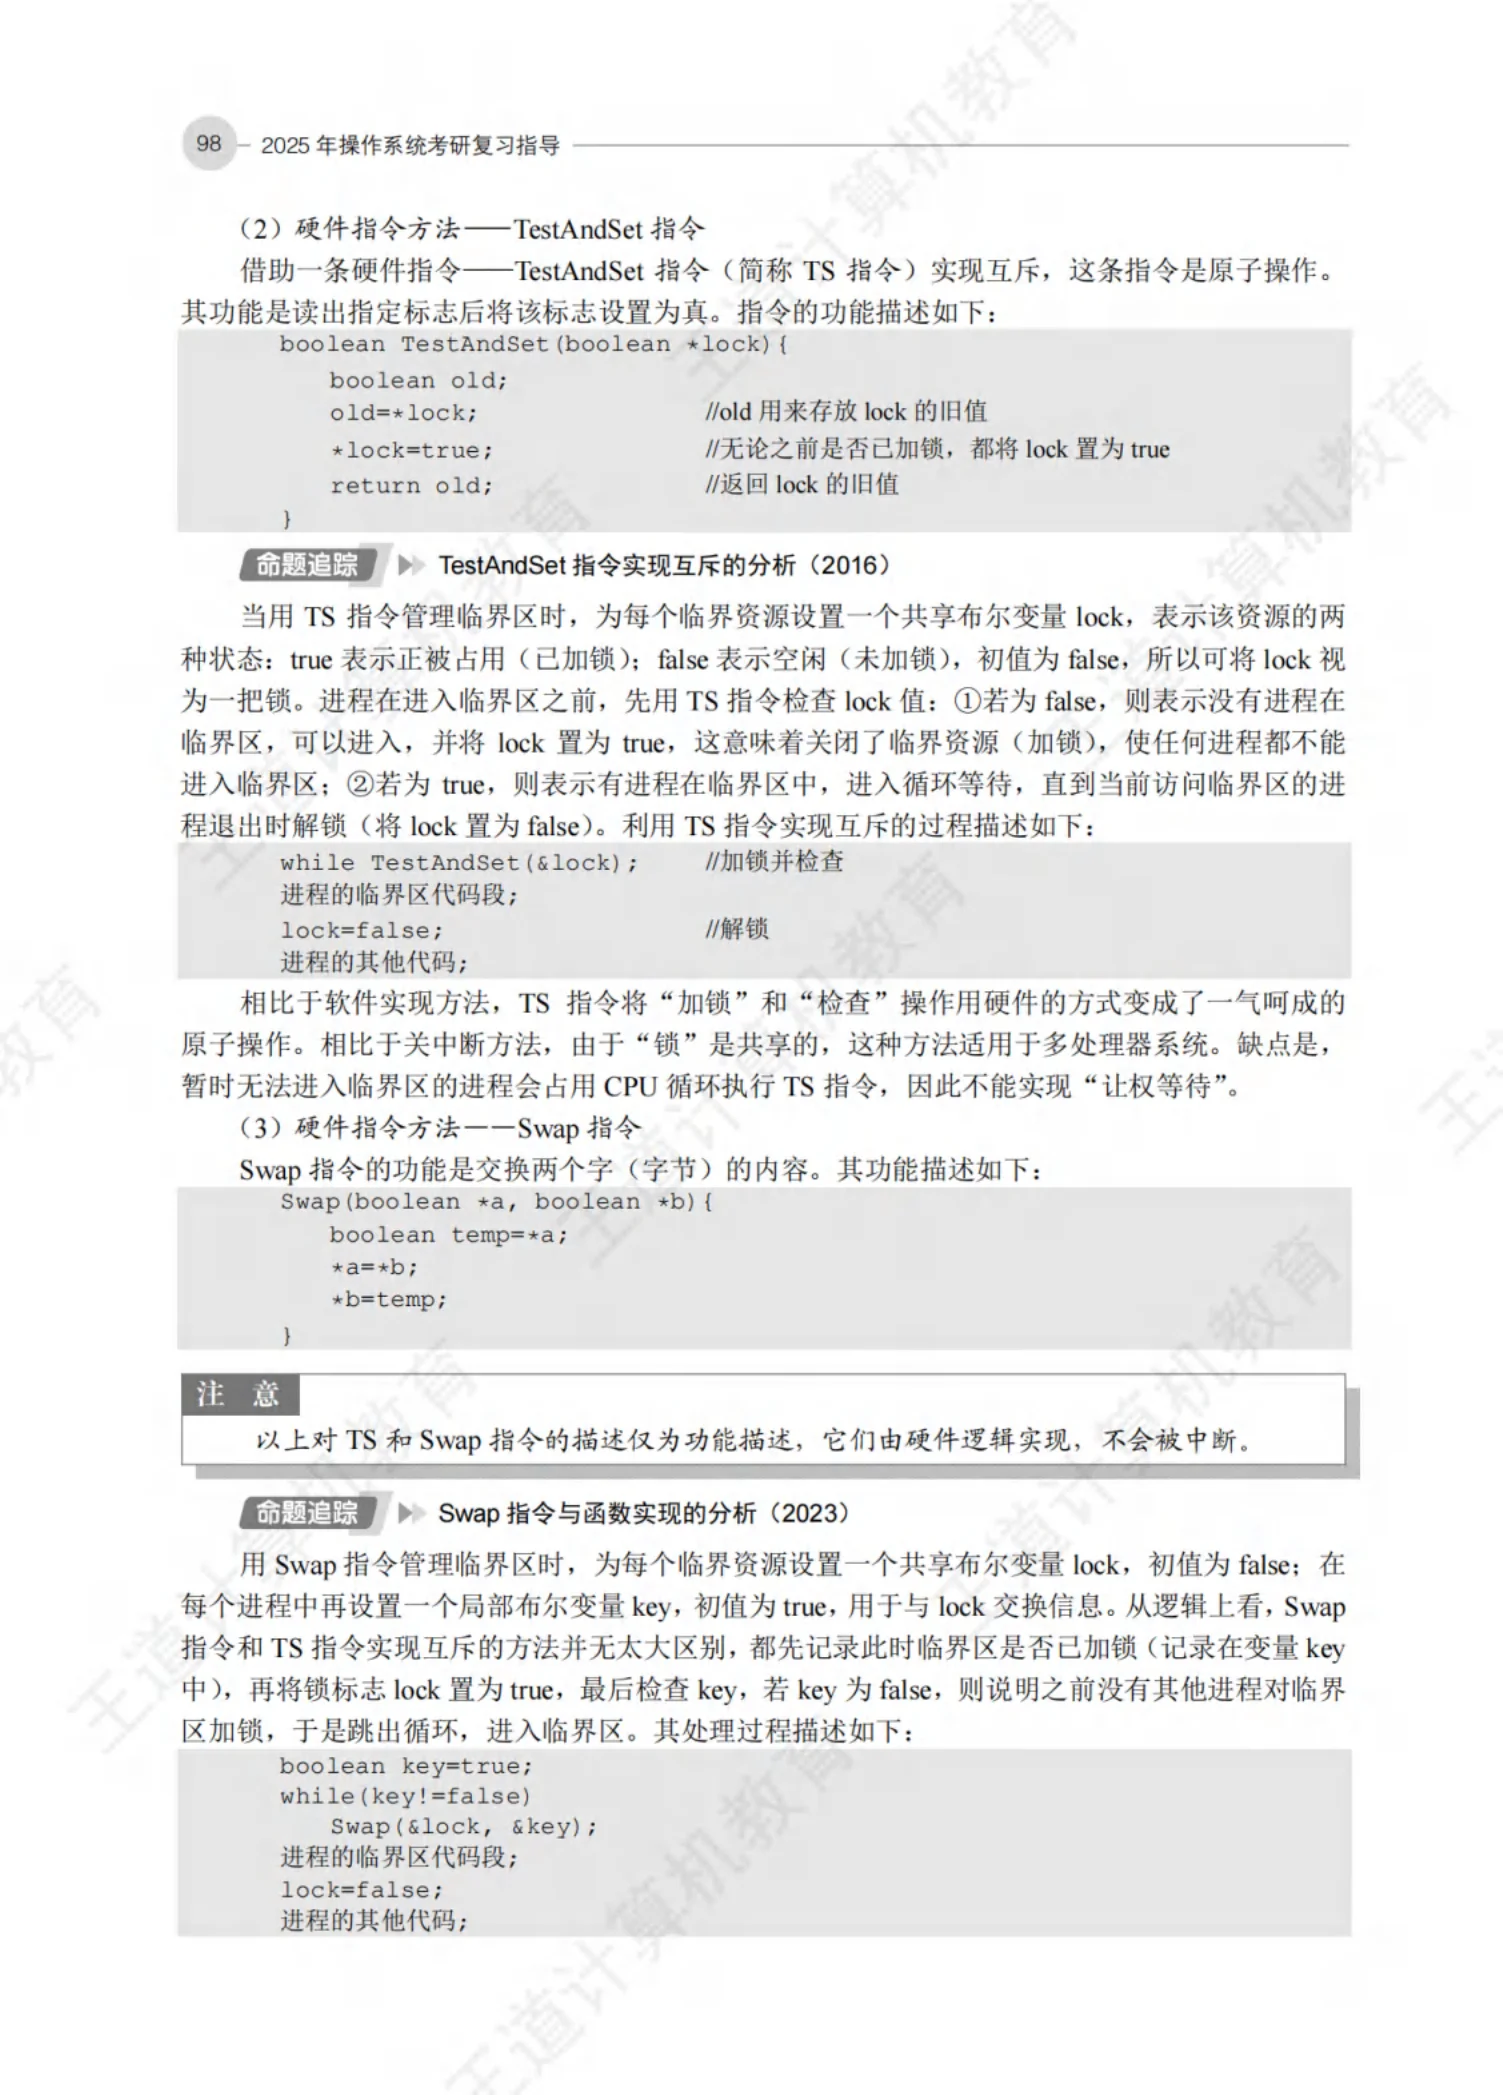 98
2025 年操作系统考研复习指导
（2）硬件指令方法——TestAndSet 指令
借助一条硬件指令——TestAndSet 指令（简称 TS 指令）实现互斥，这条指令是原子操作。
其功能是读出指定标志后将该标志设置为真。指令的功能描述如下：
boolean TestAndSet(boolean *lock){
boolean old;
old=*lock; //old 用来存放 lock 的旧值
*lock=true; //无论之前是否已加锁，都将 lock 置为 true
return old; //返回 lock 的旧值
}
命题追踪 TestAndSet 指令实现互斥的分析（2016）
当用 TS 指令管理临界区时，为每个临界资源设置一个共享布尔变量 lock，表示该资源的两
种状态：true 表示正被占用（已加锁）；false 表示空闲（未加锁），初值为 false，所以可将 lock 视
为一把锁。进程在进入临界区之前，先用 TS 指令检查 lock 值：①若为 false，则表示没有进程在
临界区，可以进入，并将 lock 置为 true，这意味着关闭了临界资源（加锁），使任何进程都不能
进入临界区；②若为 true，则表示有进程在临界区中，进入循环等待，直到当前访问临界区的进
程退出时解锁（将 lock 置为 false）。利用 TS 指令实现互斥的过程描述如下：
while TestAndSet(&lock); //加锁并检查
进程的临界区代码段;
lock=false; //解锁
进程的其他代码;
相比于软件实现方法，TS 指令将“加锁”和“检查”操作用硬件的方式变成了一气呵成的
原子操作。相比于关中断方法，由于“锁”是共享的，这种方法适用于多处理器系统。缺点是，
暂时无法进入临界区的进程会占用 CPU 循环执行 TS 指令，因此不能实现“让权等待”。
（3）硬件指令方法——Swap 指令
Swap 指令的功能是交换两个字（字节）的内容。其功能描述如下：
Swap(boolean *a, boolean *b){
boolean temp=*a;
*a=*b;
*b=temp;
}
注 意
以上对 TS 和 Swap 指令的描述仅为功能描述，它们由硬件逻辑实现，不会被中断。
命题追踪 Swap 指令与函数实现的分析（2023）
用 Swap 指令管理临界区时，为每个临界资源设置一个共享布尔变量 lock，初值为 false；在
每个进程中再设置一个局部布尔变量 key，初值为 true，用于与 lock 交换信息。从逻辑上看，Swap
指令和 TS 指令实现互斥的方法并无太大区别，都先记录此时临界区是否已加锁（记录在变量 key
中），再将锁标志 lock 置为 true，最后检查 key，若 key 为 false，则说明之前没有其他进程对临界
区加锁，于是跳出循环，进入临界区。其处理过程描述如下：
boolean key=true;
while(key!=false)
Swap(&lock, &key);
进程的临界区代码段;
lock=false;
进程的其他代码;
王道计算机教育